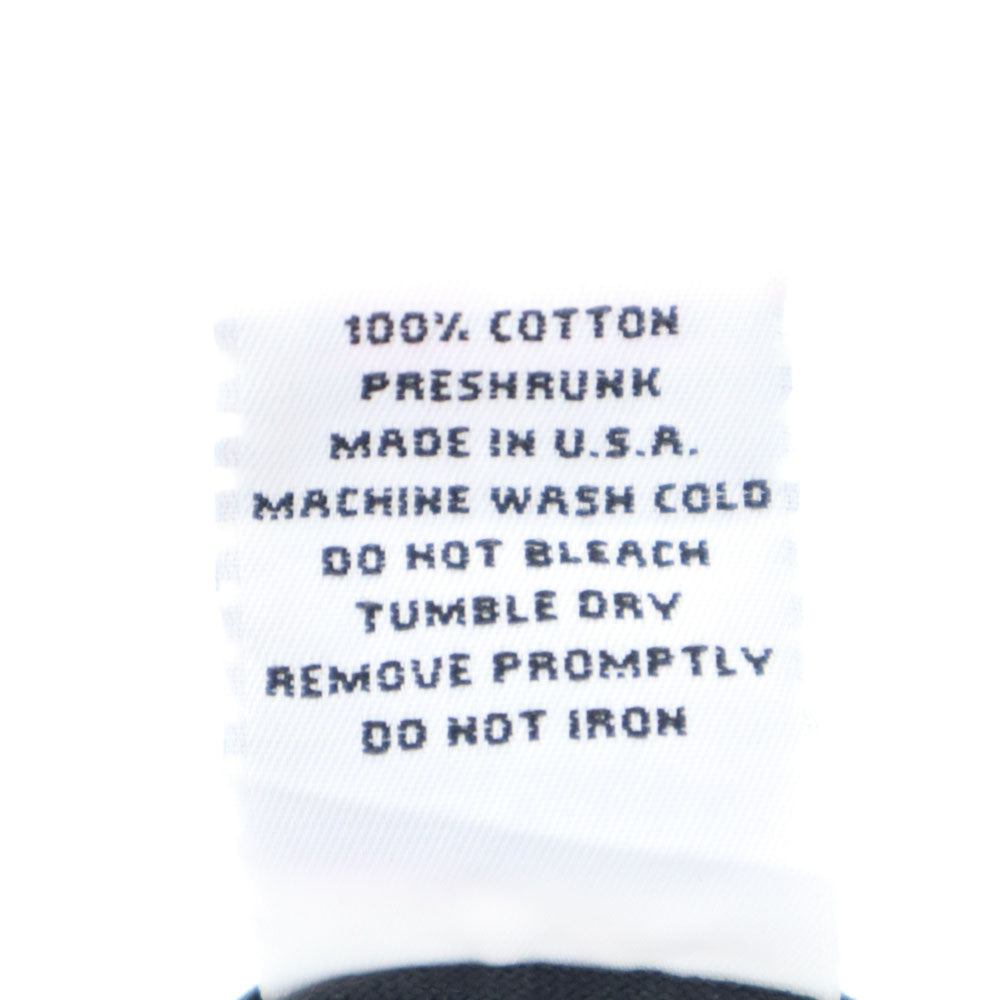 100% COTTON
PRESHRUNK
MADE IN U.S.A.
MACHINE WASH COLD
DO NOT BLEACH
TUMBLE DRY
REMOVE PROMPTLY
DO NOT IRON